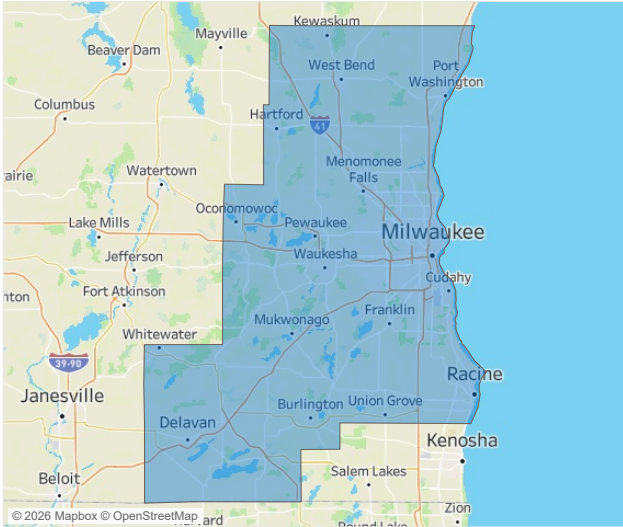 Kewaskum
Mayville
Beaver Dam
West Bend
Port
Washington
Columbus
Hartford
41
Menomonee
Falls
Watertown
Oconomowoc
Lake Mills
Pewaukee
Milwaukee
Waukesha
Jefferson
Cudahy
Fort Atkinson
Mukwonago
Franklin
Whitewater
39-90
Racine
Janesville
Burlington
Union Grove
Delavan
Kenosha
Salem Lakes
Beloit
Zion
© 2026 Mapbox © OpenStreetMap